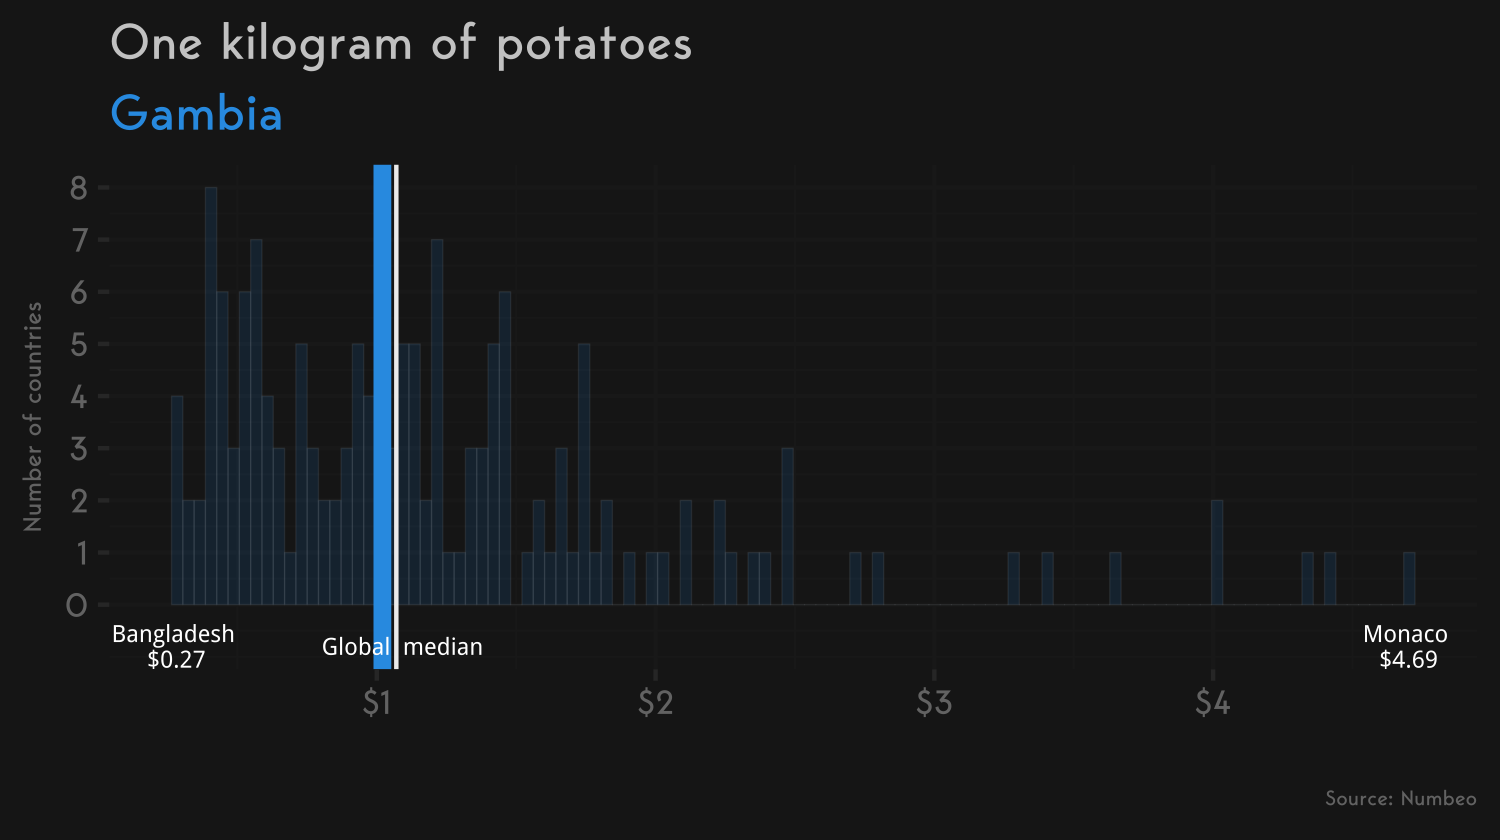 One kilogram of potatoes
Gambia
Number of countries
8
7
6
5
4
3
2
1
0
Bangladesh
$0.27
Global median
Monaco
$4.69
$1
$2
$3
$4
Source: Numbeo